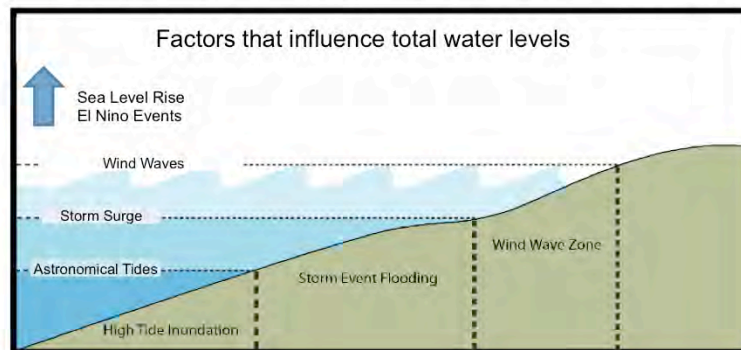 Factors that influence total water levels
Sea Level Rise
El Nino Events
Wind Waves
Storm Surge
Wind Wave Zone
Astronomical Tides
Storm Event Flooding
High Tide Inundation